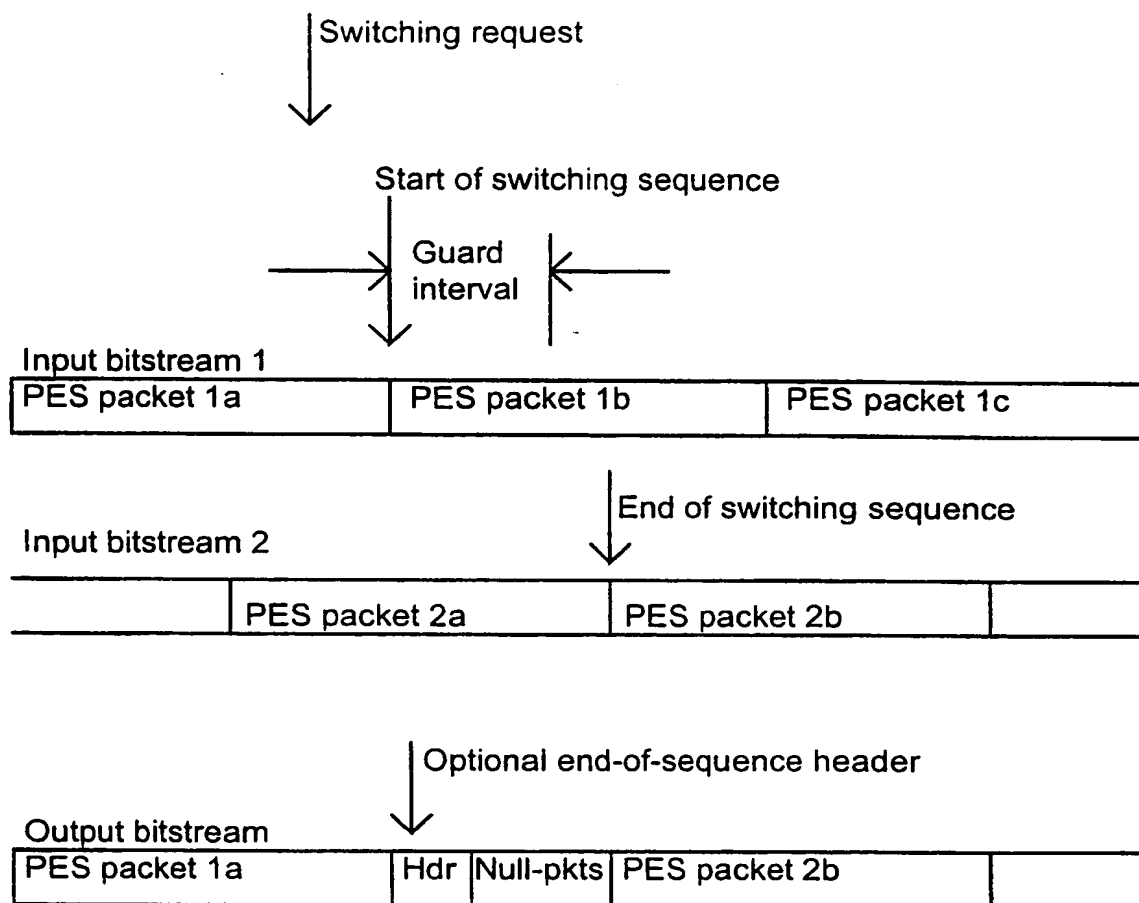 Switching request
Start of switching sequence
Guard
interval
Input bitstream 1
PES packet 1a
PES packet 1b
PES packet 1c
End of switching sequence
Input bitstream 2
PES packet 2a
PES packet 2b
Optional end-of-sequence header
Output bitstream
PES packet 1a
Hdr
Null-pkts
PES packet 2b